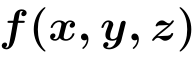 f(x, y, z)